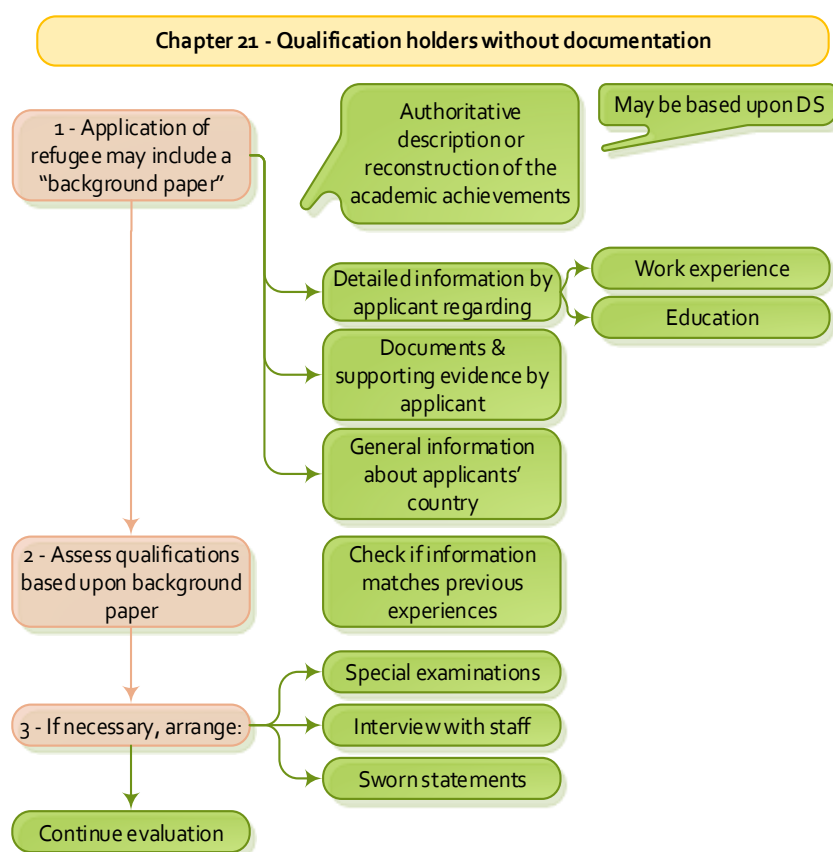 Chapter 21 - Qualification holders without documentation
1 - Application of
refugee may include a
“background paper”
Authoritative
description or
reconstruction of the
academic achievements
May be based upon DS
Detailed information by
applicant regarding
Work experience
Education
Documents &
supporting evidence by
applicant
General information
about applicants’
country
2 - Assess qualifications
based upon background
paper
Check if information
matches previous
experiences
3 - If necessary, arrange:
Special examinations
Interview with staff
Sworn statements
Continue evaluation